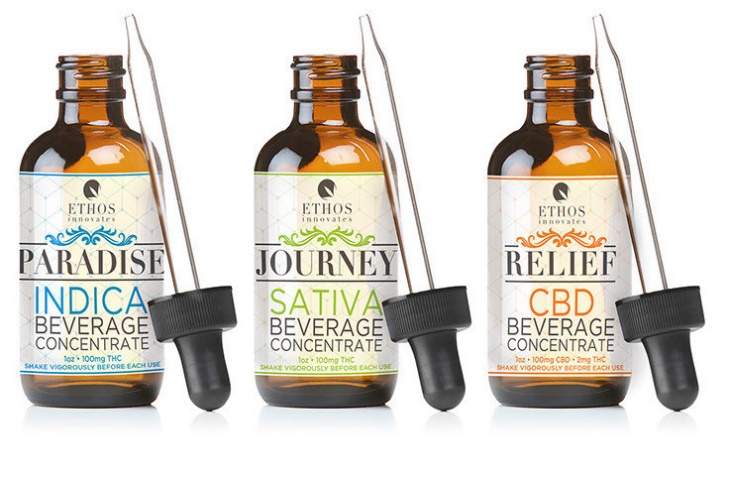 ETHOS
innovates
PARADISE
INDICA
BEVERAGE
CONCENTRATE
1oz • 100mg THC
SHAKE VIGOROUSLY BEFORE EACH USE
ETHOS
innovates
JOURNEY
SATIVA
BEVERAGE
CONCENTRATE
1oz • 100mg THC
SHAKE VIGOROUSLY BEFORE EACH USE
ETHOS
innovates
RELIEF
CBD
BEVERAGE
CONCENTRATE
1oz • 100mg CBD • 2mg THC
SHAKE VIGOROUSLY BEFORE EACH USE